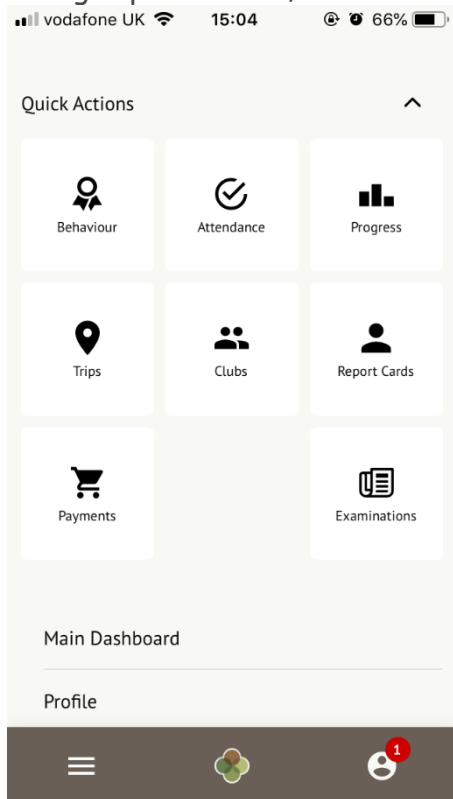 vodafone UK 15:04 66%
Quick Actions
Behaviour Attendance Progress
Trips Clubs Report Cards
Payments Examinations
Main Dashboard
Profile
1